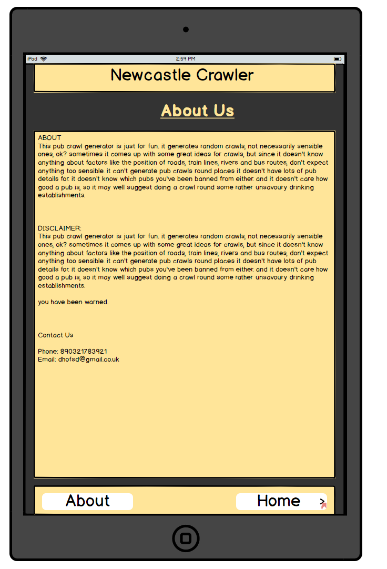 iPad
2:59 PM
Newcastle Crawler
About Us
ABOUT
This pub crawl generator is just for fun, it generates random crawls, not necessarily sensible
ones, ok? sometimes it comes up with some great ideas for crawls, but since it doesn't know
anything about factors like the position of roads, train lines, rivers and bus routes, don't expect
anything too sensible. it can't generate pub crawls round places it doesn't have lots of pub
details for. it doesn't know which pubs you've been banned from either. and it doesn't care how
good a pub is, so it may well suggest doing a crawl round some rather unsavoury drinking
establishments.
DISCLAIMER:
This pub crawl generator is just for fun, it generates random crawls, not necessarily sensible
ones, ok? sometimes it comes up with some great ideas for crawls, but since it doesn't know
anything about factors like the position of roads, train lines, rivers and bus routes, don't expect
anything too sensible. it can't generate pub crawls round places it doesn't have lots of pub
details for. it doesn't know which pubs you've been banned from either. and it doesn't care how
good a pub is, so it may well suggest doing a crawl round some rather unsavoury drinking
establishments.
you have been warned
Contact Us
Phone: 890321783921
Email: dhofed@gmail.co.uk
About
Home >